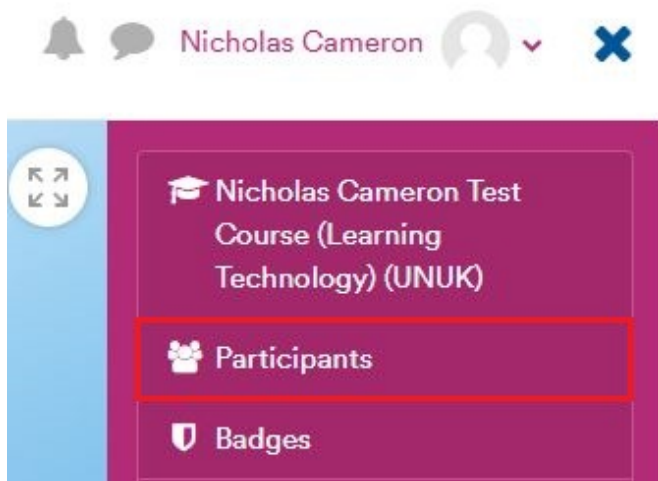 Nicholas Cameron
Nicholas Cameron Test
Course (Learning
Technology) (UNUK)
Participants
Badges